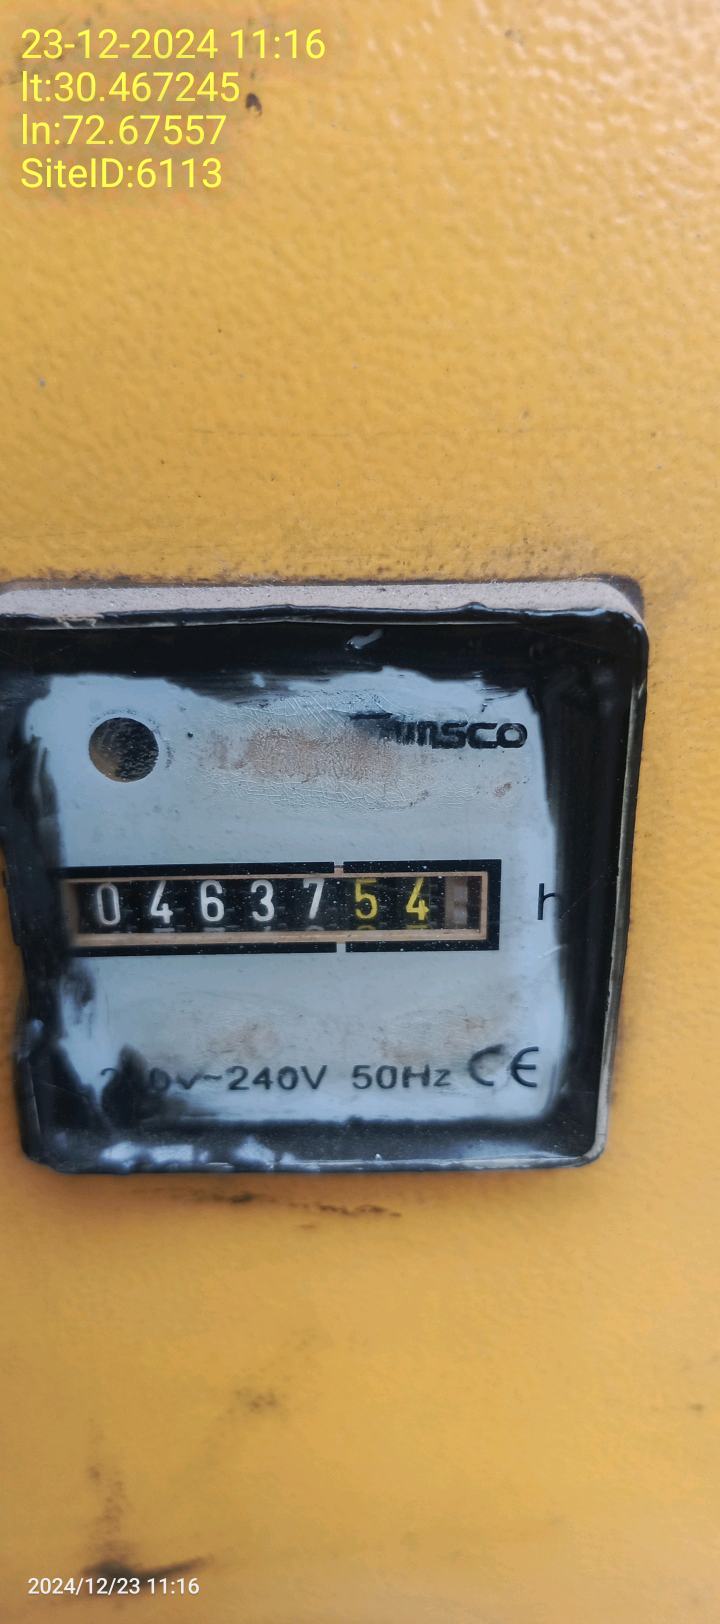 23-12-2024 11:16
lt:30.467245
ln:72.67557
SiteID:6113
0463754 h
50Hz CE
2024/12/23 11:16